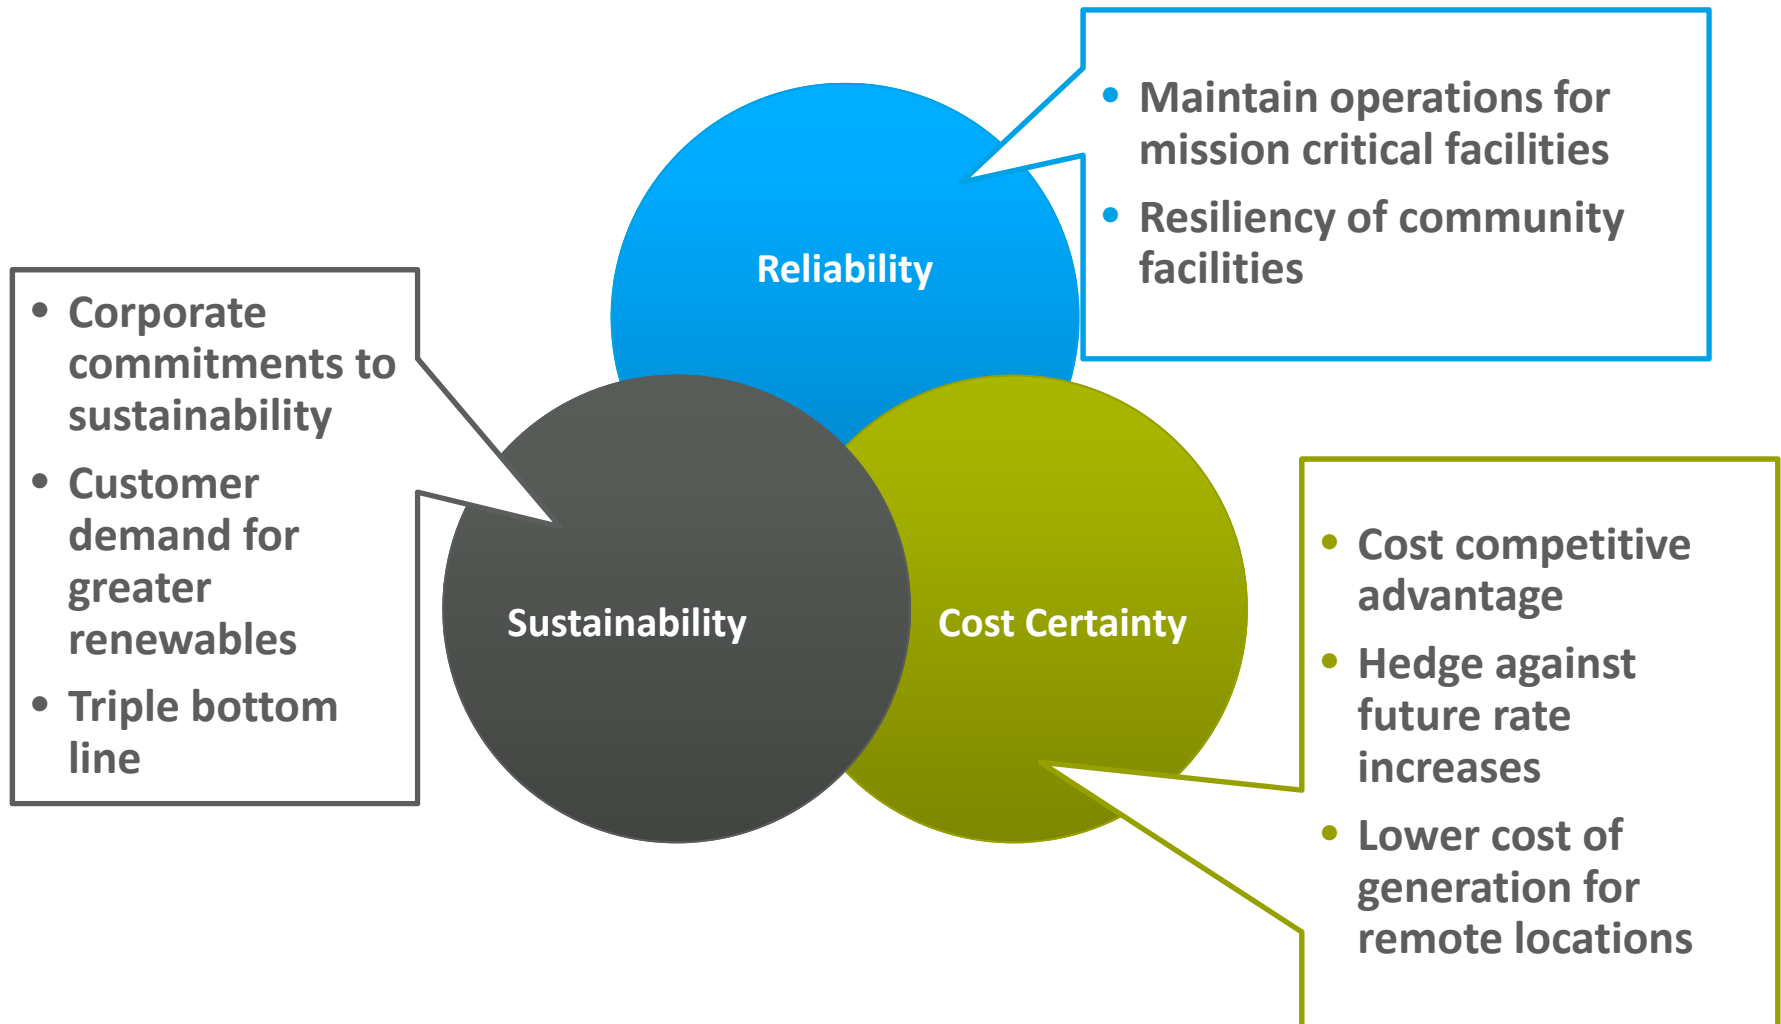 • Maintain operations for
mission critical facilities
• Resiliency of community
facilities
Reliability
• Corporate
commitments to
sustainability
• Customer
demand for
greater
renewables
• Triple bottom
line
Sustainability
Cost Certainty
• Cost competitive
advantage
• Hedge against
future rate
increases
• Lower cost of
generation for
remote locations